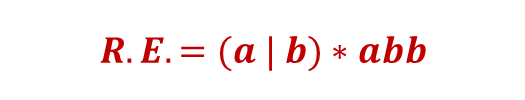 R.E.= (a | b) * abb